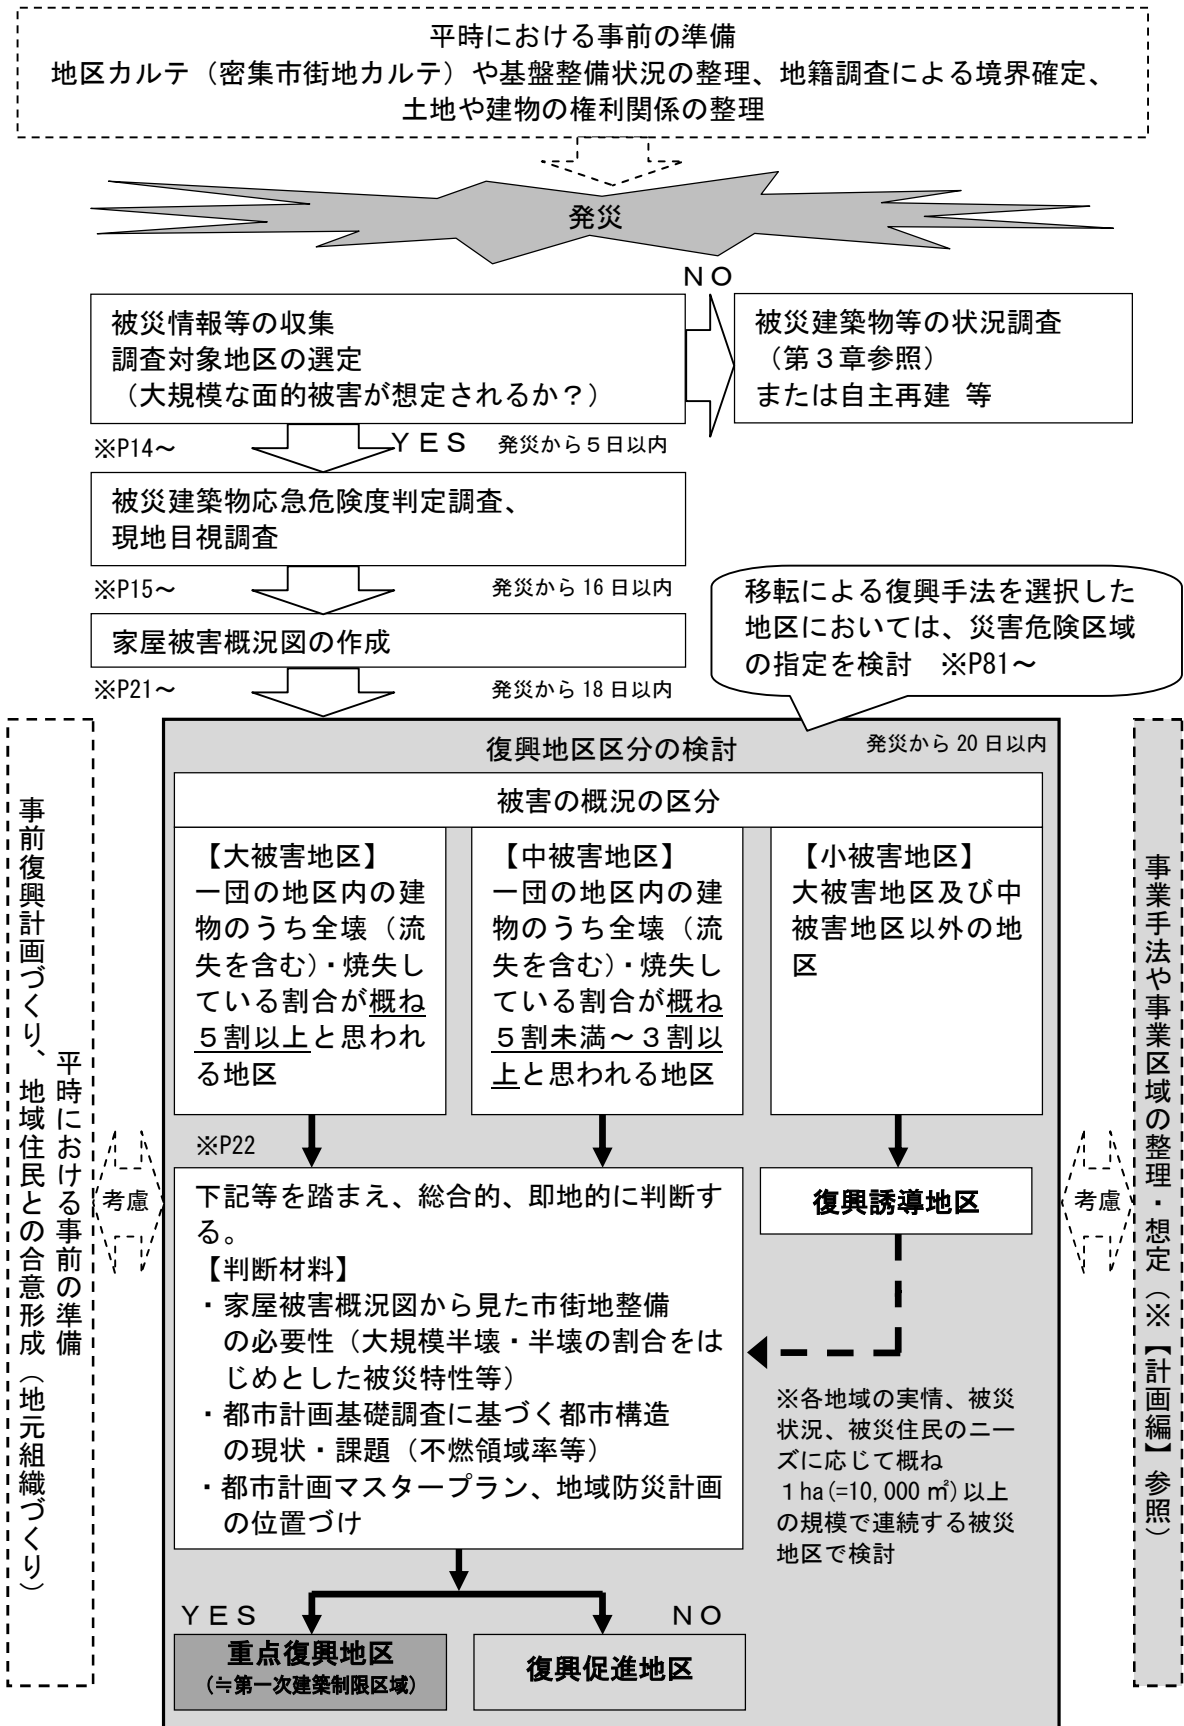 平時における事前の準備
地区カルテ（密集市街地カルテ）や基盤整備状況の整理、地籍調査による境界確定、
土地や建物の権利関係の整理
発災
ＮＯ
被災情報等の収集
調査対象地区の選定
（大規模な面的被害が想定されるか？）
被災建築物等の状況調査
（第３章参照）
または自主再建 等
※P14～
ＹＥＳ 発災から５日以内
被災建築物応急危険度判定調査、
現地目視調査
※P15～
発災から 16 日以内
移転による復興手法を選択した
地区においては、災害危険区域
の指定を検討　※P81～
家屋被害概況図の作成
※P21～
発災から 18 日以内
平時における事前の準備
事前復興計画づくり、地域住民との合意形成（地元組織づくり）
考慮
復興地区区分の検討
発災から 20 日以内
被害の概況の区分
【大被害地区】
一団の地区内の建
物のうち全壊（流
失を含む）・焼失し
ている割合が概ね
５割以上と思われ
る地区
【中被害地区】
一団の地区内の建
物のうち全壊（流
失を含む）・焼失し
ている割合が概ね
５割未満～３割以
上と思われる地区
【小被害地区】
大被害地区及び中
被害地区以外の地
区
※P22
下記等を踏まえ、総合的、即地的に判断す
る。
【判断材料】
・家屋被害概況図から見た市街地整備
の必要性（大規模半壊・半壊の割合をは
じめとした被災特性等）
・都市計画基礎調査に基づく都市構造
の現状・課題（不燃領域率等）
・都市計画マスタープラン、地域防災計画
の位置づけ
復興誘導地区
※各地域の実情、被災
状況、被災住民のニー
ズに応じて概ね
１ha(=10,000 ㎡)以上
の規模で連続する被災
地区で検討
ＹＥＳ
ＮＯ
重点復興地区
（≒第一次建築制限区域）
復興促進地区
考慮
事業手法や事業区域の整理・想定（※【計画編】参照）